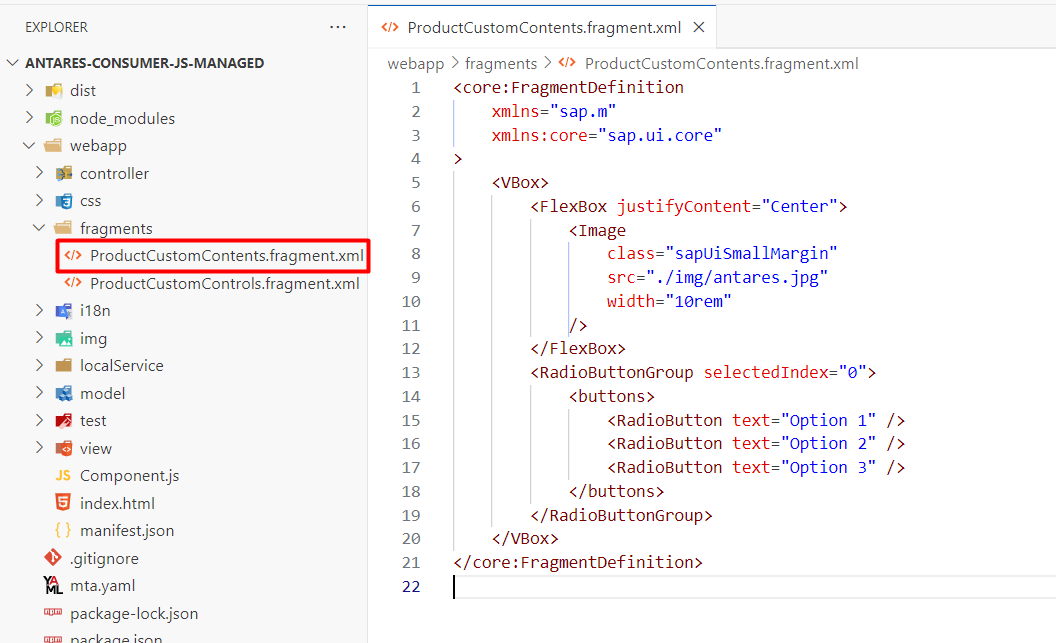 EXPLORER
ANTARES-CONSUMER-JS-MANAGED
dist
node_modules
webapp
controller
css
fragments
ProductCustomContents.fragment.xml
ProductCustomControls.fragment.xml
i18n
img
localService
model
test
view
JS Component.js
index.html
{ } manifest.json
.gitignore
YAML mta.yaml
package-lock.json
package.json
</> ProductCustomContents.fragment.xml
webapp > fragments > </> ProductCustomContents.fragment.xml
1 <core:FragmentDefinition
2 xmlns="sap.m"
3 xmlns:core="sap.ui.core"
4 >
5 <VBox>
6 <FlexBox justifyContent="Center">
7 <Image
8 class="sapUiSmallMargin"
9 src="./img/antares.jpg"
10 width="10rem"
11 />
12 </FlexBox>
13 <RadioButtonGroup selectedIndex="0">
14 <buttons>
15 <RadioButton text="Option 1" />
16 <RadioButton text="Option 2" />
17 <RadioButton text="Option 3" />
18 </buttons>
19 </RadioButtonGroup>
20 </VBox>
21 </core:FragmentDefinition>
22